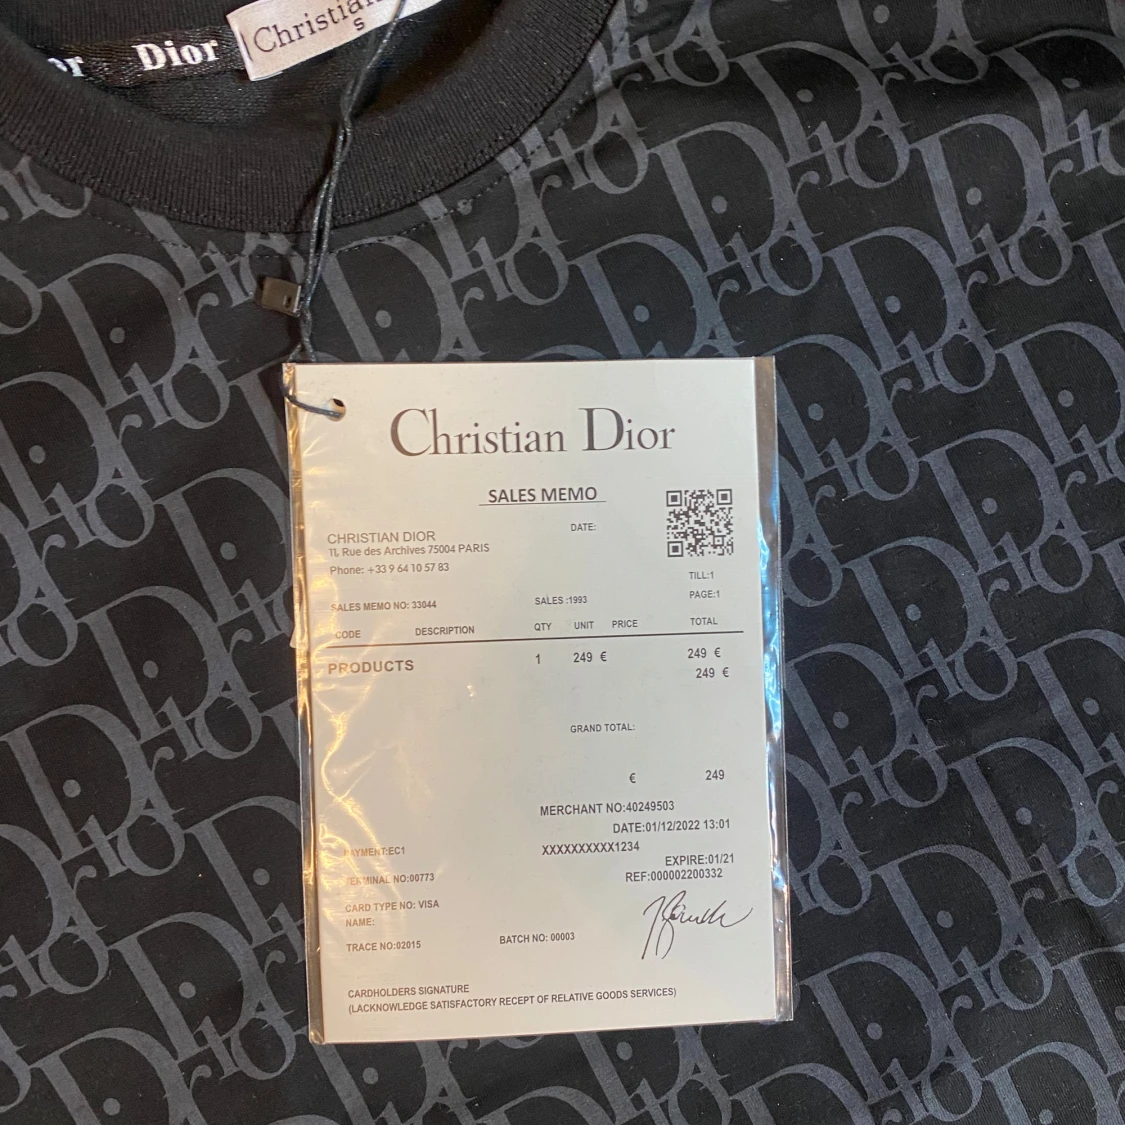 Dior
Christian
S
Christian Dior
SALES MEMO
DATE:
CHRISTIAN DIOR
11, Rue des Archives 75004 PARIS
Phone: +33 9 64 10 57 83
TILL:1
PAGE:1
SALES MEMO NO: 33044
SALES :1993
CODE DESCRIPTION QTY UNIT PRICE TOTAL
PRODUCTS 1 249 € 249 €
249 €
GRAND TOTAL:
€ 249
MERCHANT NO:40249503
DATE:01/12/2022 13:01
PAYMENT:EC1 XXXXXXXXXX1234
EXPIRE:01/21
TERMINAL NO:00773 REF:000002200332
CARD TYPE NO: VISA
NAME:
TRACE NO:02015 BATCH NO: 00003
CARDHOLDERS SIGNATURE
(LACKNOWLEDGE SATISFACTORY RECEPT OF RELATIVE GOODS SERVICES)